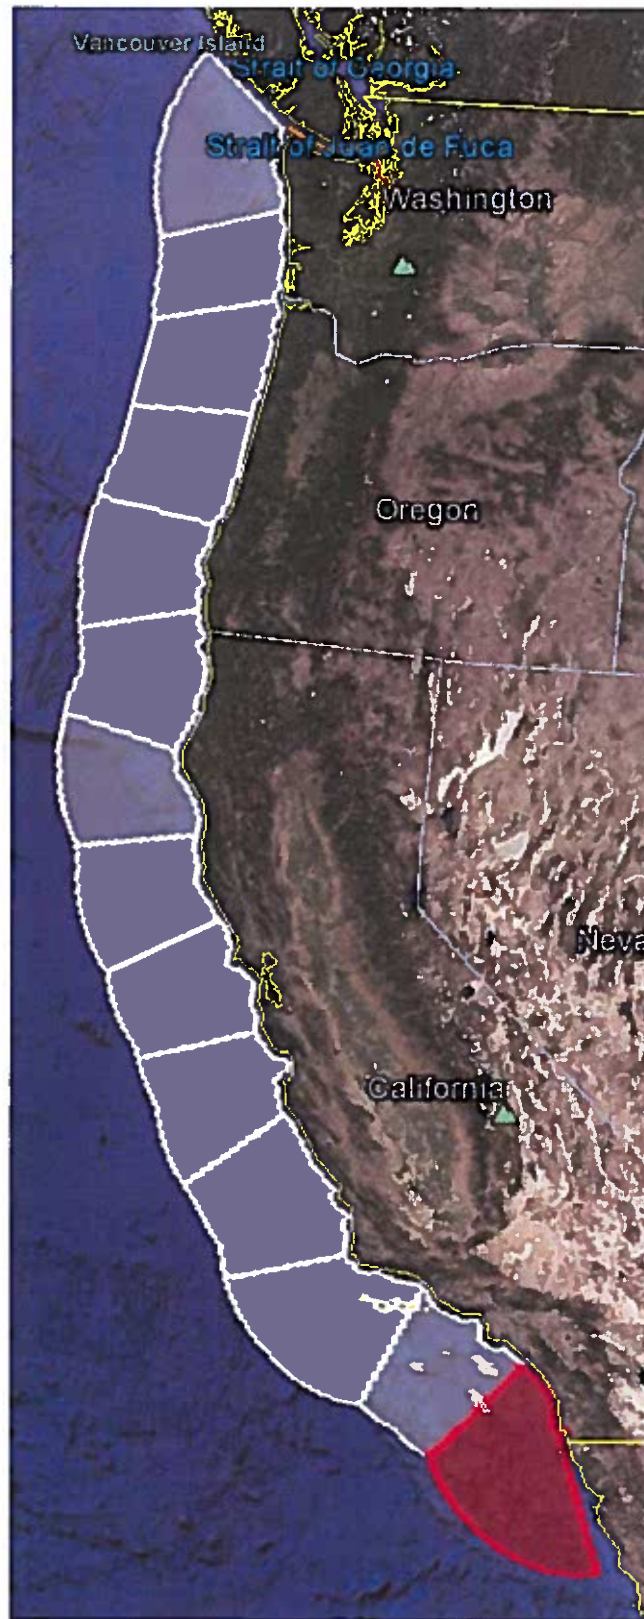 Vancouver Island
Strait of Georgia
Strait of Juan de Fuca
Washington
Oregon
Neva
California